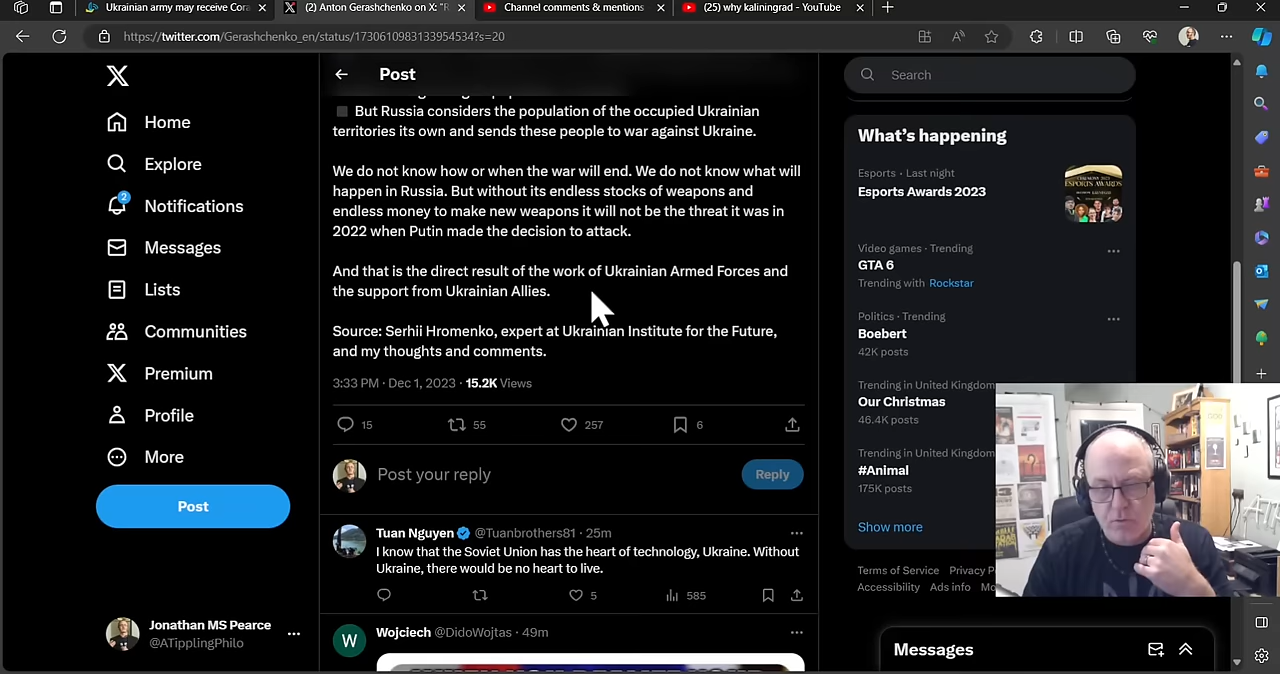 Ukrainian army may receive Cora
(2) Anton Gerashchenko on X: "R
Channel comments & mentions
(25) why kaliningrad - YouTube
https://twitter.com/Gerashchenko_en/status/1730610983133954534?s=20
Home
Explore
2
Notifications
Messages
Lists
Communities
Premium
Profile
More
Post
Jonathan MS Pearce
@ATipplingPhilo
Post
But Russia considers the population of the occupied Ukrainian
territories its own and sends these people to war against Ukraine.
We do not know how or when the war will end. We do not know what will
happen in Russia. But without its endless stocks of weapons and
endless money to make new weapons it will not be the threat it was in
2022 when Putin made the decision to attack.
And that is the direct result of the work of Ukrainian Armed Forces and
the support from Ukrainian Allies.
Source: Serhii Hromenko, expert at Ukrainian Institute for the Future,
and my thoughts and comments.
3:33 PM · Dec 1, 2023 · 15.2K Views
15 55 257 6
Post your reply
Reply
Tuan Nguyen @Tuanbrothers81 · 25m
I know that the Soviet Union has the heart of technology, Ukraine. Without
Ukraine, there would be no heart to live.
5 585
W
Wojciech @DidoWojtas · 49m
Search
What's happening
Esports · Last night
Esports Awards 2023
Video games · Trending
GTA 6
Trending with Rockstar
Politics · Trending
Boebert
42K posts
Trending in United Kingdom
Our Christmas
46.4K posts
Trending in United Kingdom
#Animal
175K posts
Show more
Terms of Service Privacy P
Accessibility Ads info Mo
Messages